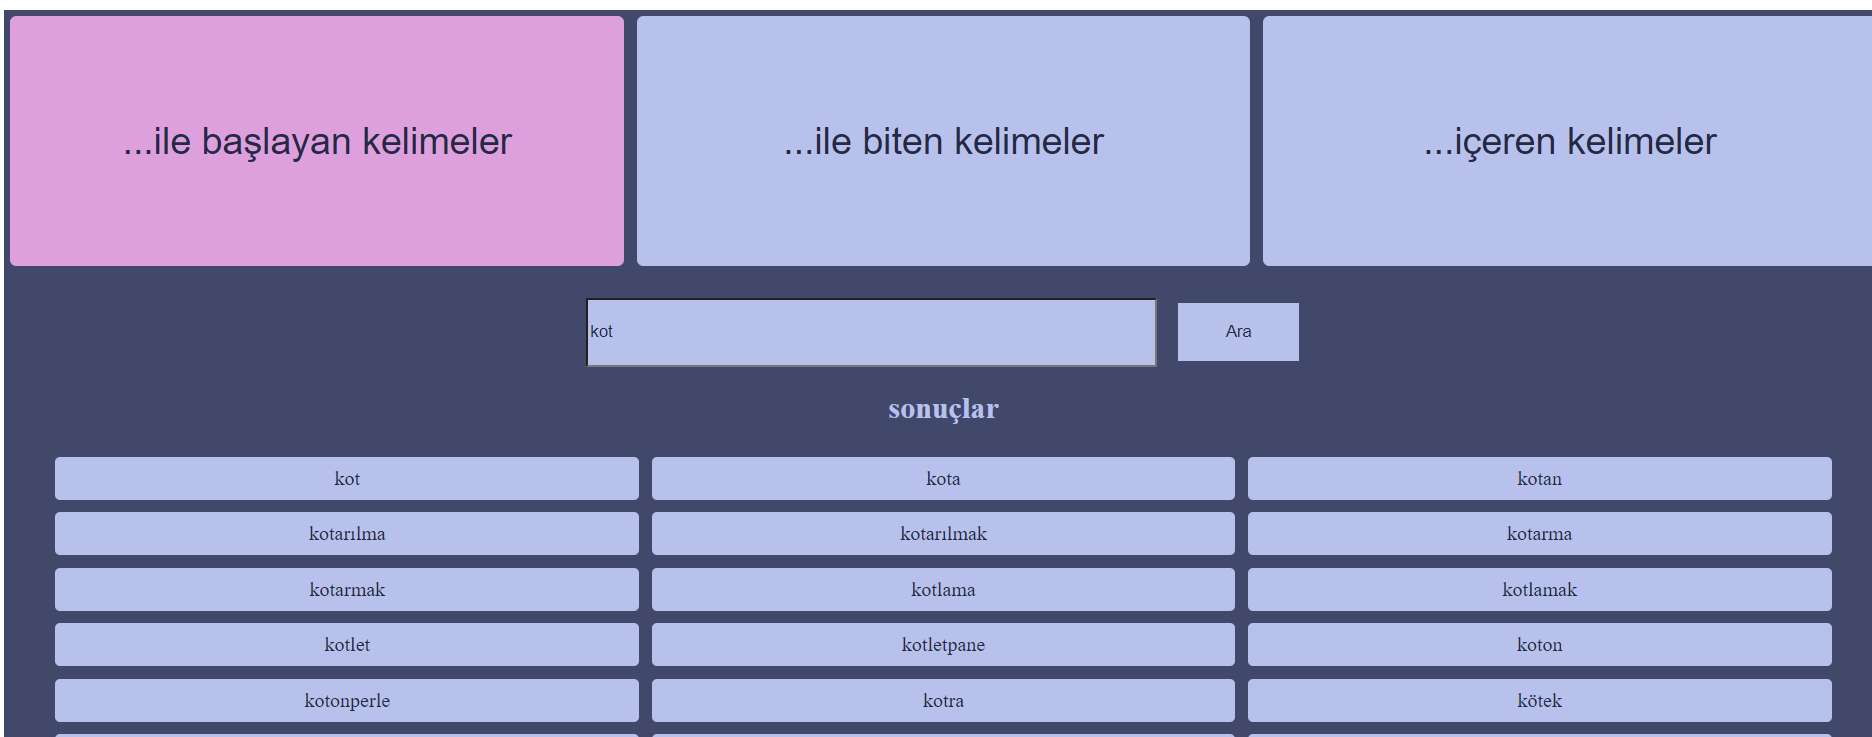 ...ile başlayan kelimeler
...ile biten kelimeler
...içeren kelimeler
kot
Ara
sonuçlar
kot
kota
kotan
kotarılma
kotarılmak
kotarma
kotarmak
kotlama
kotlamak
kotlet
kotletpane
koton
kotonperle
kotra
kötek